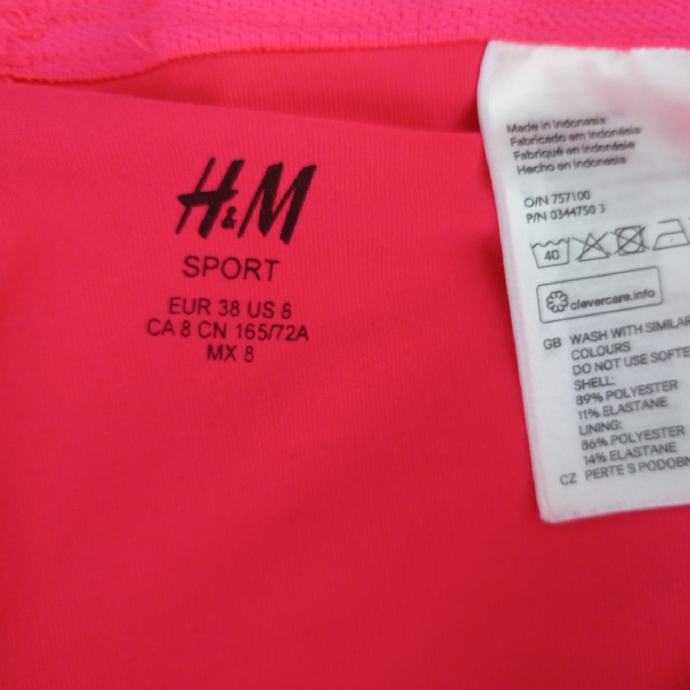 H&M
SPORT
EUR 38 US 8
CA 8 CN 165/72A
MX 8
Made in Indonesia
Fabricado em Indonésia
Fabriqué en Indonésie
Hecho en Indonesia
O/N 757100
P/N 0344750 3
40
clevercare.info
GB WASH WITH SIMILAR
COLOURS
DO NOT USE SOFTE
SHELL:
89% POLYESTER
11% ELASTANE
LINING:
86% POLYESTER
14% ELASTANE
CZ PERTE S PODOBN